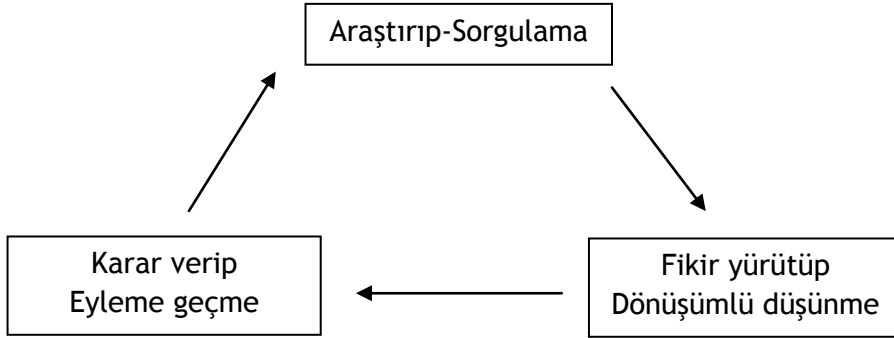 Araştırıp-Sorgulama
Karar verip
Eyleme geçme
Fikir yürütüp
Dönüşümlü düşünme